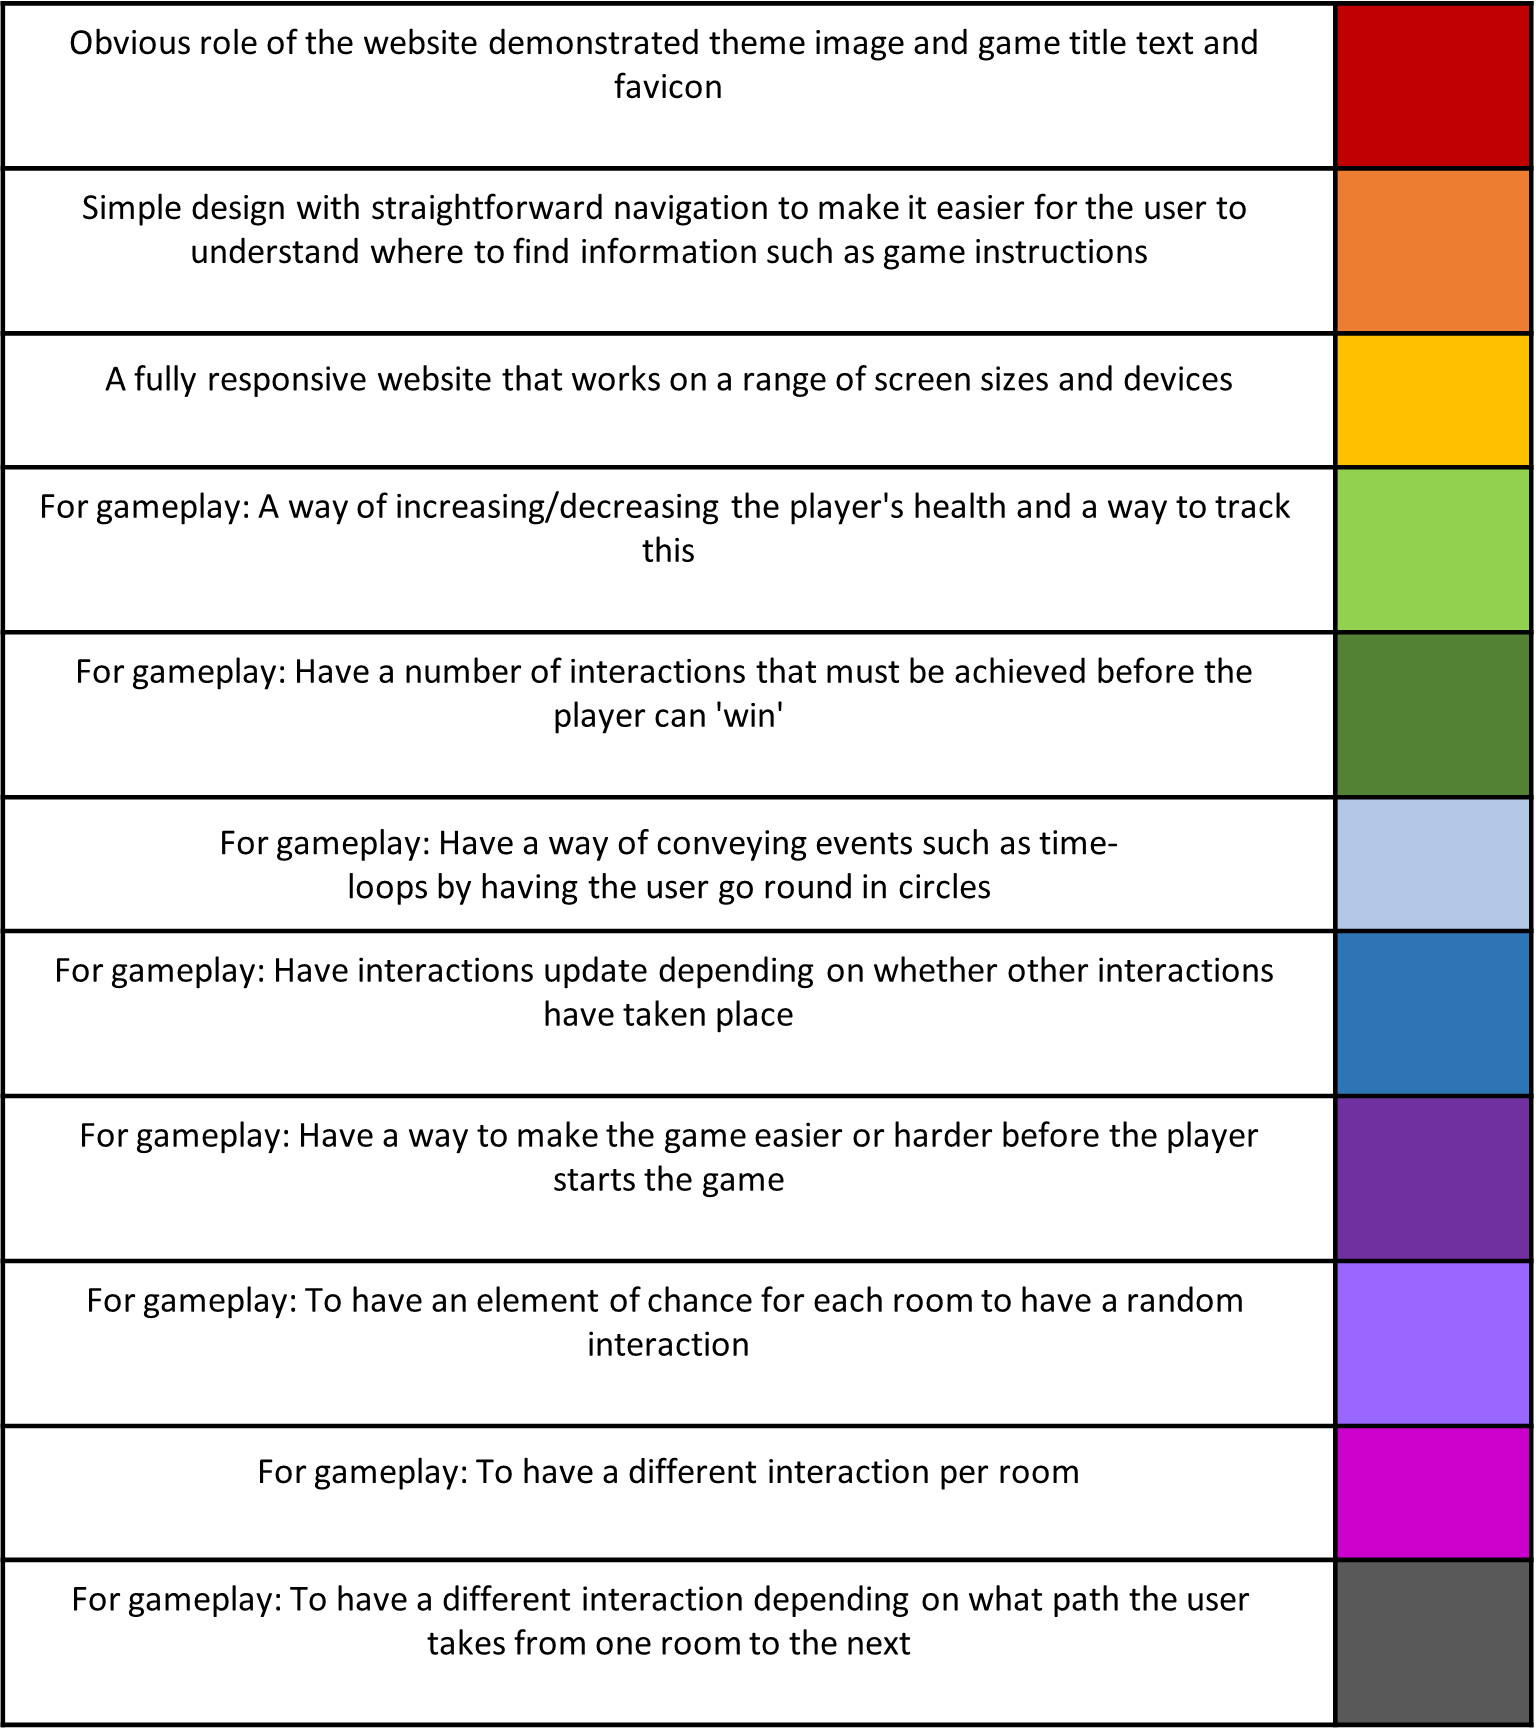 Obvious role of the website demonstrated theme image and game title text and
favicon
Simple design with straightforward navigation to make it easier for the user to
understand where to find information such as game instructions
A fully responsive website that works on a range of screen sizes and devices
For gameplay: A way of increasing/decreasing the player's health and a way to track
this
For gameplay: Have a number of interactions that must be achieved before the
player can 'win'
For gameplay: Have a way of conveying events such as time-
loops by having the user go round in circles
For gameplay: Have interactions update depending on whether other interactions
have taken place
For gameplay: Have a way to make the game easier or harder before the player
starts the game
For gameplay: To have an element of chance for each room to have a random
interaction
For gameplay: To have a different interaction per room
For gameplay: To have a different interaction depending on what path the user
takes from one room to the next